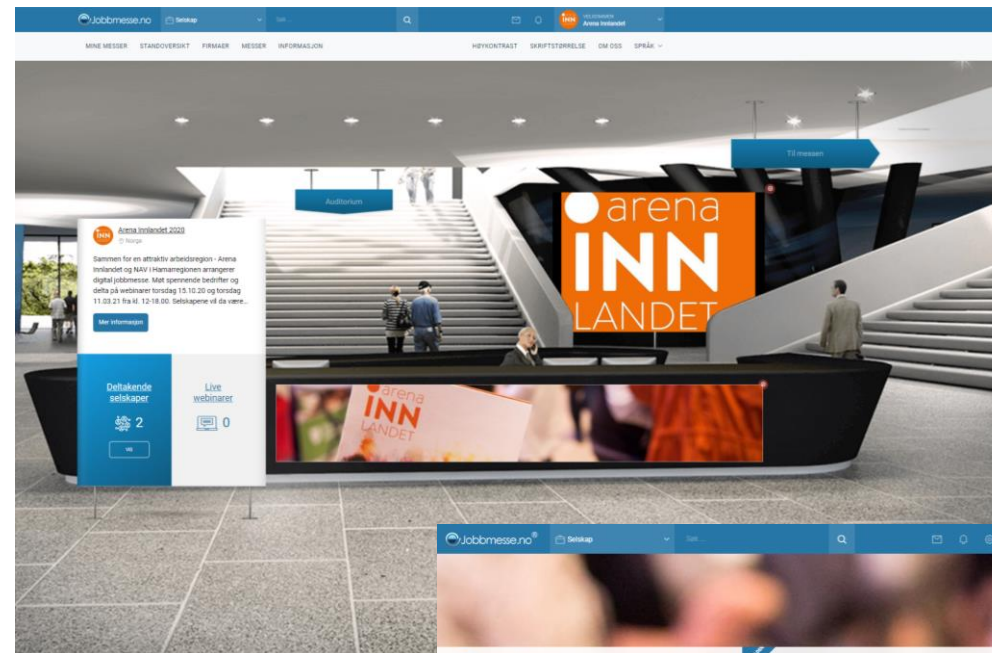 Jobbmesse.no
Selskap
Søk ...
VELKOMMEN
Arena Innlandet
MINE MESSER STANDOVERSIKT FIRMAER MESSER INFORMASJON
HØYKONTRAST SKRIFTSTØRRELSE OM OSS SPRÅK
Til messen
Auditorium
arena
INN
LANDET
INN
Arena Innlandet 2020
Norge
Sammen for en attraktiv arbeidsregion - Arena
Innlandet og NAV i Hamarregionen arrangerer
digital jobbmesse. Møt spennende bedrifter og
delta på webinarer torsdag 15.10.20 og torsdag
11.03.21 fra kl. 12-18.00. Selskapene vil da være...
Mer informasjon
Deltakende
selskaper
2
Live
webinarer
0
arena
INN
LANDET
Jobbmesse.no®
Selskap
Søk ...